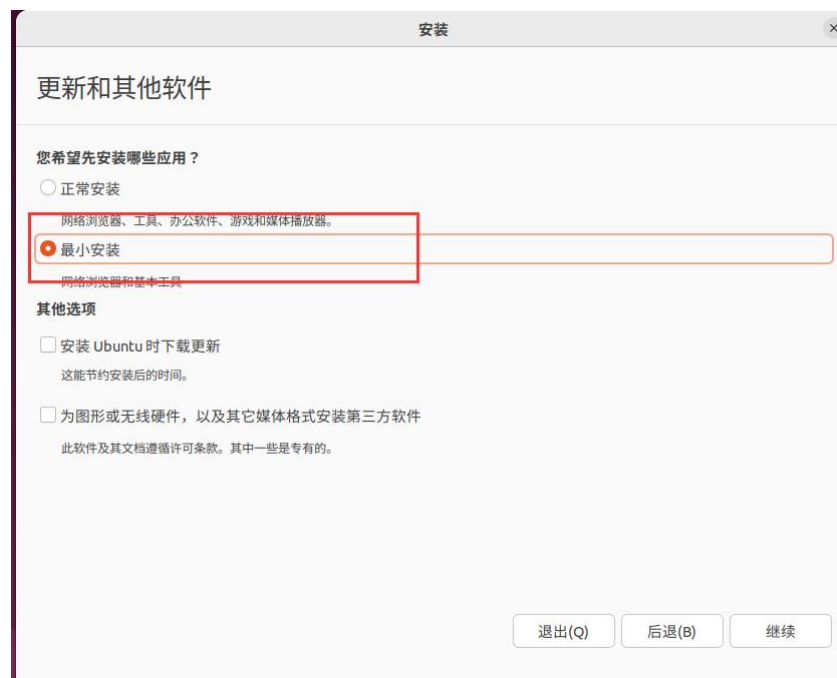 安装
更新和其他软件
您希望先安装哪些应用？
正常安装
网络浏览器、工具、办公软件、游戏和媒体播放器。
最小安装
网络浏览器和基本工具
其他选项
安装 Ubuntu 时下载更新
这能节约安装后的时间。
为图形或无线硬件，以及其它媒体格式安装第三方软件
此软件及其文档遵循许可条款。其中一些是专有的。
退出(Q) 后退(B) 继续